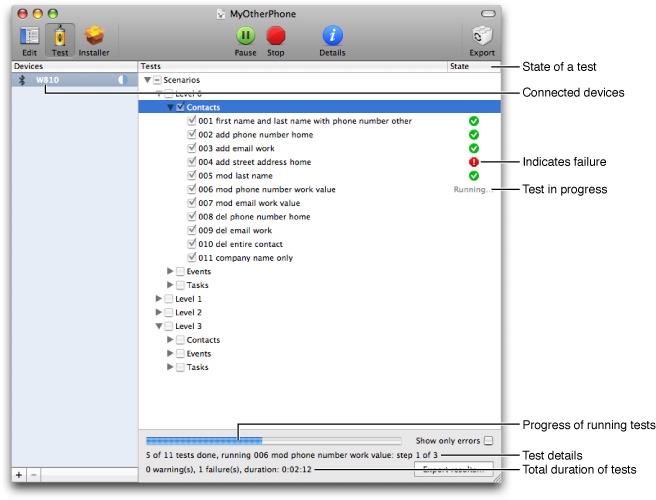 MyOtherPhone
Edit Test Installer Pause Stop Details Export
Devices Tests State
State of a test
W810
Scenarios
Connected devices
Level 0
Contacts
001 first name and last name with phone number other
002 add phone number home
003 add email work
004 add street address home
Indicates failure
005 mod last name
006 mod phone number work value Running...
Test in progress
007 mod email work value
008 del phone number home
009 del email work
010 del entire contact
011 company name only
Events
Tasks
Level 1
Level 2
Level 3
Contacts
Events
Tasks
Progress of running tests
Show only errors
5 of 11 tests done, running 006 mod phone number work value: step 1 of 3
Test details
0 warning(s), 1 failure(s), duration: 0:02:12
Export results...
Total duration of tests